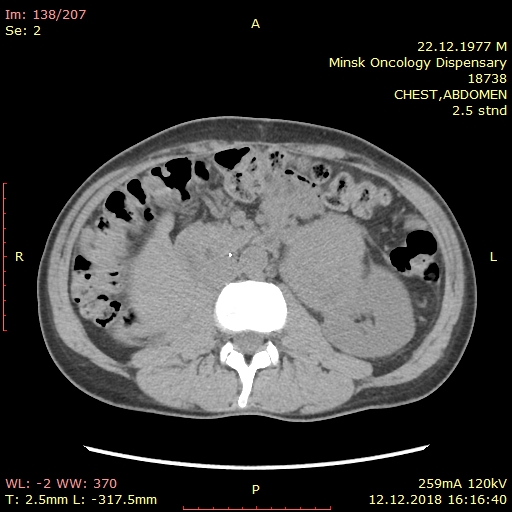 Im: 138/207
Se: 2
A
22.12.1977 M
Minsk Oncology Dispensary
18738
CHEST,ABDOMEN
2.5 stnd
R
L
WL: -2 WW: 370
T: 2.5mm L: -317.5mm
P
259mA 120kV
12.12.2018 16:16:40